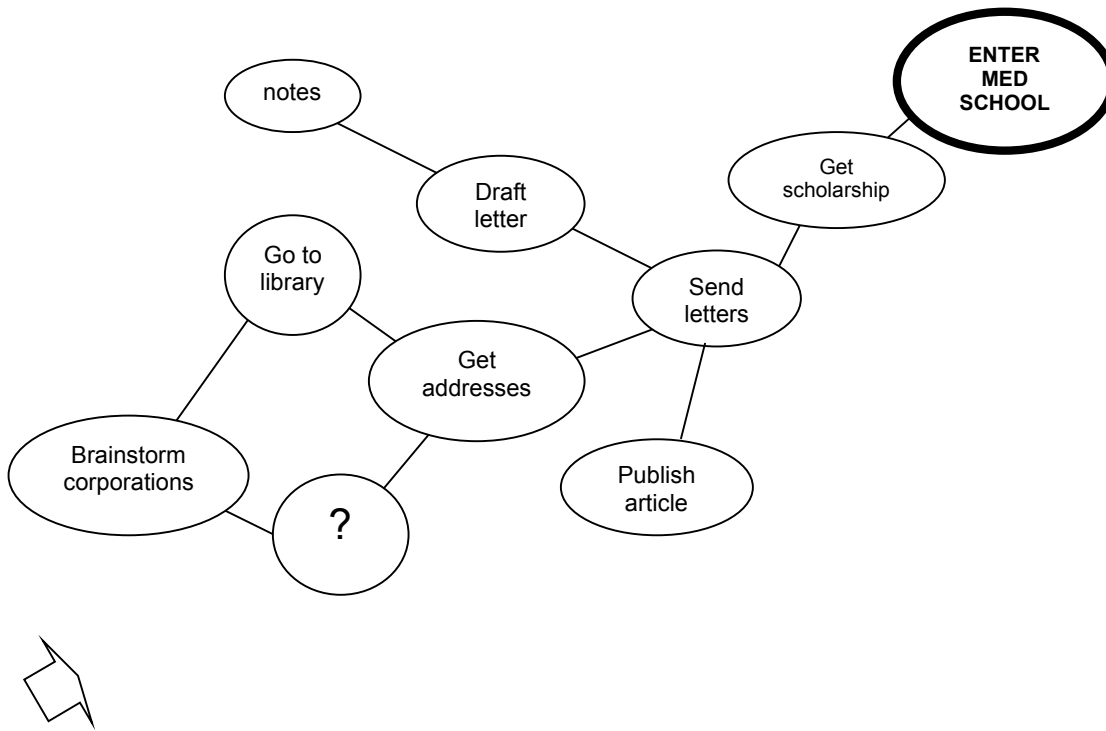 ENTER
MED
SCHOOL
notes
Get
scholarship
Draft
letter
Go to
library
Send
letters
Get
addresses
Brainstorm
corporations
Publish
article
?